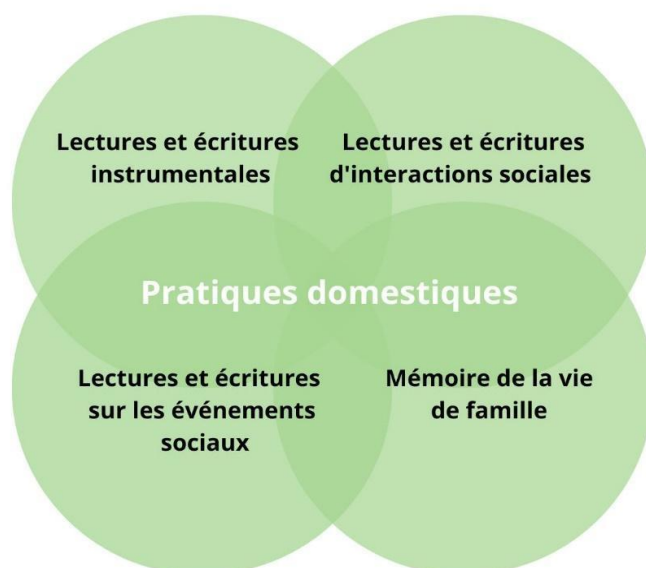 Lectures et écritures
instrumentales
Lectures et écritures
d'interactions sociales
Pratiques domestiques
Lectures et écritures
sur les événements
sociaux
Mémoire de la vie
de famille